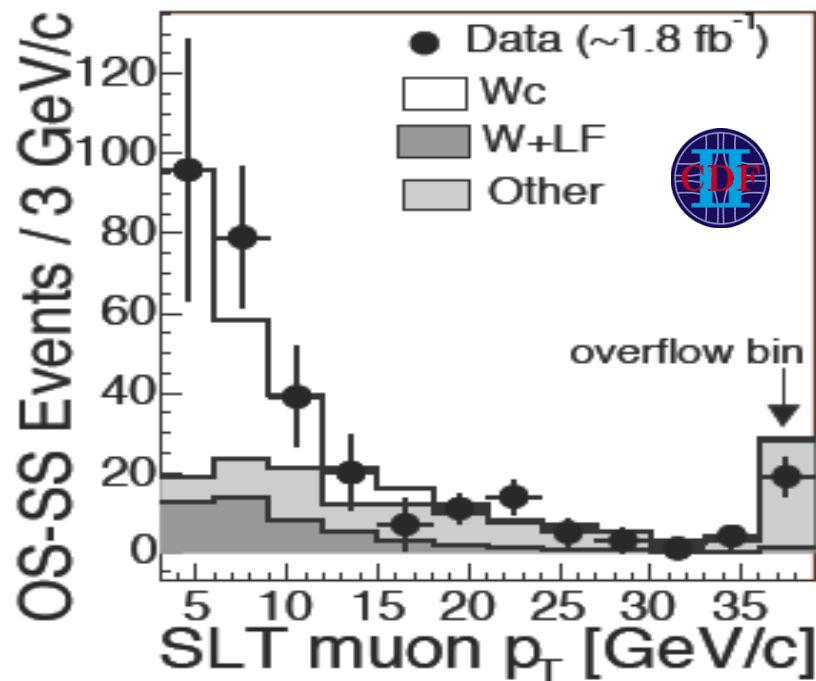 OS-SS Events / 3 GeV/c
120
100
80
60
40
20
0
Data (~1.8 fb⁻¹)
Wc
W+LF
Other
II
CDF
overflow bin
5 10 15 20 25 30 35
SLT muon p_T [GeV/c]